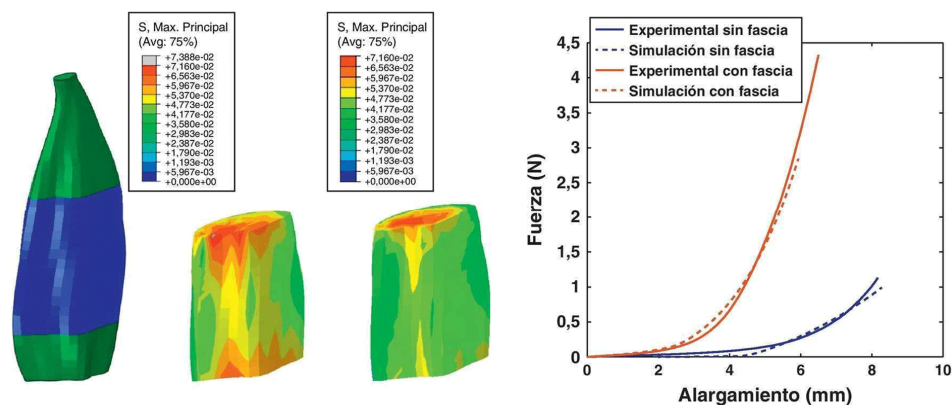 S, Max. Principal
(Avg: 75%)
+7,388e-02
+7,160e-02
+6,563e-02
+5,967e-02
+5,370e-02
+4,773e-02
+4,177e-02
+3,580e-02
+2,983e-02
+2,387e-02
+1,790e-02
+1,193e-03
+5,967e-03
+0,000e+00
S, Max. Principal
(Avg: 75%)
+7,160e-02
+6,563e-02
+5,967e-02
+5,370e-02
+4,773e-02
+4,177e-02
+3,580e-02
+2,983e-02
+2,387e-02
+1,790e-02
+1,193e-03
+5,967e-03
+0,000e+00
Experimental sin fascia
Simulación sin fascia
Experimental con fascia
Simulación con fascia
Fuerza (N)
4,5
4
3,5
3
2,5
2
1,5
1
0,5
0
0 2 4 6 8 10
Alargamiento (mm)